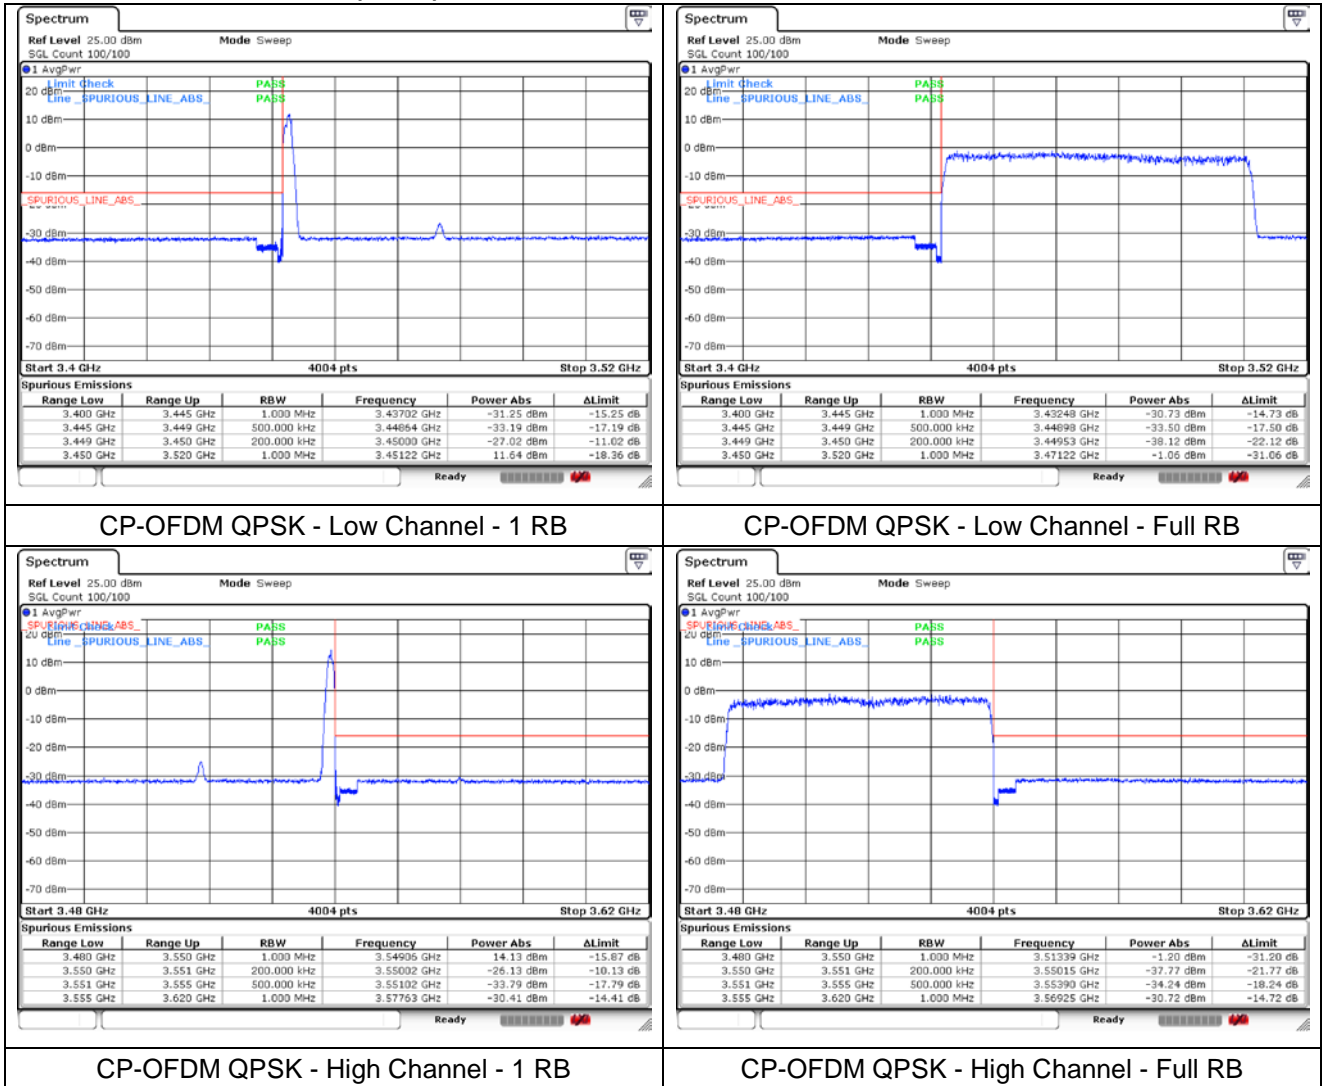 Spectrum
Ref Level 25.00 dBm Mode Sweep
SGL Count 100/100
1 AvgPwr
Limit Check PASS
20 dBm
Line _SPURIOUS_LINE_ABS_ PASS
10 dBm
0 dBm
-10 dBm
_SPURIOUS_LINE_ABS_
-20 dBm
-30 dBm
-40 dBm
-50 dBm
-60 dBm
-70 dBm
Start 3.4 GHz 4004 pts Stop 3.52 GHz
Spurious Emissions
Range Low Range Up RBW Frequency Power Abs ΔLimit
3.400 GHz 3.445 GHz 1.000 MHz 3.43702 GHz -31.25 dBm -15.25 dB
3.445 GHz 3.449 GHz 500.000 kHz 3.44864 GHz -33.19 dBm -17.19 dB
3.449 GHz 3.450 GHz 200.000 kHz 3.45000 GHz -27.02 dBm -11.02 dB
3.450 GHz 3.520 GHz 1.000 MHz 3.45122 GHz 11.64 dBm -18.36 dB
Ready
CP-OFDM QPSK - Low Channel - 1 RB
Spectrum
Ref Level 25.00 dBm Mode Sweep
SGL Count 100/100
1 AvgPwr
Limit Check PASS
20 dBm
Line _SPURIOUS_LINE_ABS_ PASS
10 dBm
0 dBm
-10 dBm
_SPURIOUS_LINE_ABS_
-20 dBm
-30 dBm
-40 dBm
-50 dBm
-60 dBm
-70 dBm
Start 3.4 GHz 4004 pts Stop 3.52 GHz
Spurious Emissions
Range Low Range Up RBW Frequency Power Abs ΔLimit
3.400 GHz 3.445 GHz 1.000 MHz 3.43248 GHz -30.73 dBm -14.73 dB
3.445 GHz 3.449 GHz 500.000 kHz 3.44898 GHz -33.50 dBm -17.50 dB
3.449 GHz 3.450 GHz 200.000 kHz 3.44953 GHz -38.12 dBm -22.12 dB
3.450 GHz 3.520 GHz 1.000 MHz 3.47122 GHz -1.06 dBm -31.06 dB
Ready
CP-OFDM QPSK - Low Channel - Full RB
Spectrum
Ref Level 25.00 dBm Mode Sweep
SGL Count 100/100
1 AvgPwr
_SPURIOUS_LINE_ABS_
Limit Check PASS
20 dBm
Line _SPURIOUS_LINE_ABS_ PASS
10 dBm
0 dBm
-10 dBm
-20 dBm
-30 dBm
-40 dBm
-50 dBm
-60 dBm
-70 dBm
Start 3.48 GHz 4004 pts Stop 3.62 GHz
Spurious Emissions
Range Low Range Up RBW Frequency Power Abs ΔLimit
3.480 GHz 3.550 GHz 1.000 MHz 3.54906 GHz 14.13 dBm -15.87 dB
3.550 GHz 3.551 GHz 200.000 kHz 3.55002 GHz -26.13 dBm -10.13 dB
3.551 GHz 3.555 GHz 500.000 kHz 3.55102 GHz -33.79 dBm -17.79 dB
3.555 GHz 3.620 GHz 1.000 MHz 3.57763 GHz -30.41 dBm -14.41 dB
Ready
CP-OFDM QPSK - High Channel - 1 RB
Spectrum
Ref Level 25.00 dBm Mode Sweep
SGL Count 100/100
1 AvgPwr
_SPURIOUS_LINE_ABS_
Limit Check PASS
20 dBm
Line _SPURIOUS_LINE_ABS_ PASS
10 dBm
0 dBm
-10 dBm
-20 dBm
-30 dBm
-40 dBm
-50 dBm
-60 dBm
-70 dBm
Start 3.48 GHz 4004 pts Stop 3.62 GHz
Spurious Emissions
Range Low Range Up RBW Frequency Power Abs ΔLimit
3.480 GHz 3.550 GHz 1.000 MHz 3.51339 GHz -1.20 dBm -31.20 dB
3.550 GHz 3.551 GHz 200.000 kHz 3.55015 GHz -37.77 dBm -21.77 dB
3.551 GHz 3.555 GHz 500.000 kHz 3.55390 GHz -34.24 dBm -18.24 dB
3.555 GHz 3.620 GHz 1.000 MHz 3.56925 GHz -30.72 dBm -14.72 dB
Ready
CP-OFDM QPSK - High Channel - Full RB